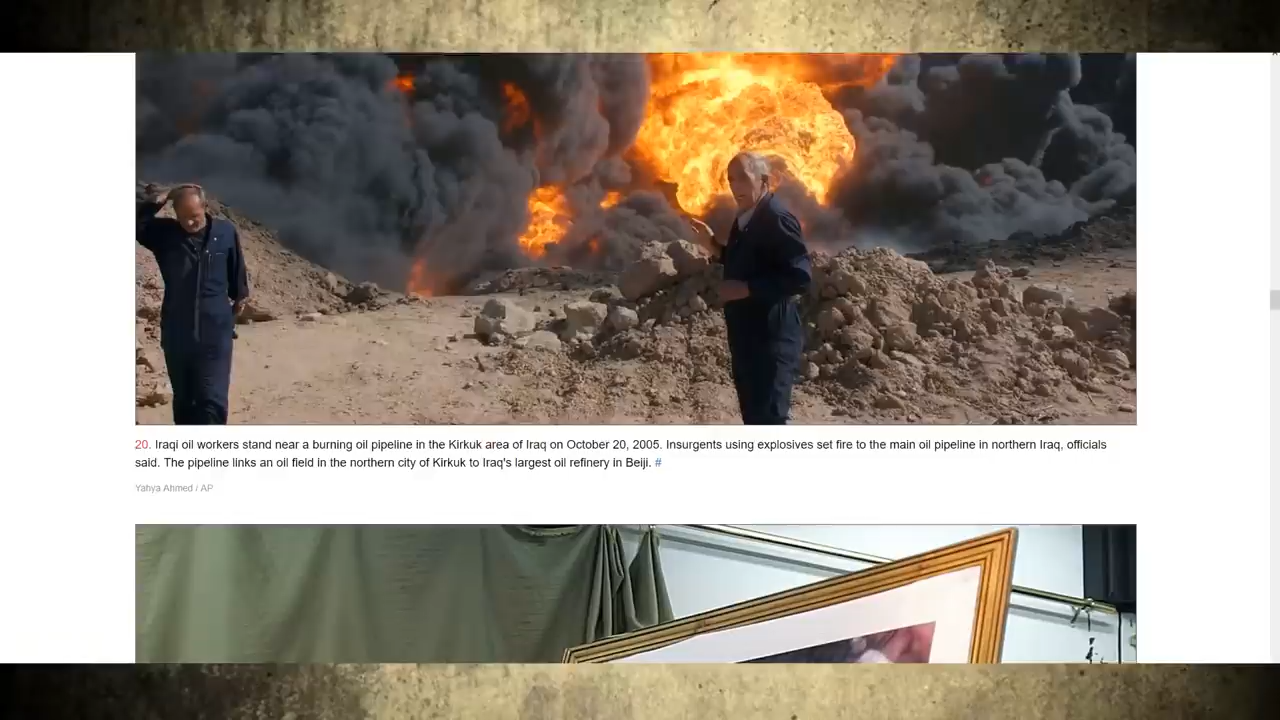 20. Iraqi oil workers stand near a burning oil pipeline in the Kirkuk area of Iraq on October 20, 2005. Insurgents using explosives set fire to the main oil pipeline in northern Iraq, officials
said. The pipeline links an oil field in the northern city of Kirkuk to Iraq's largest oil refinery in Beiji. #
Yahya Ahmed / AP